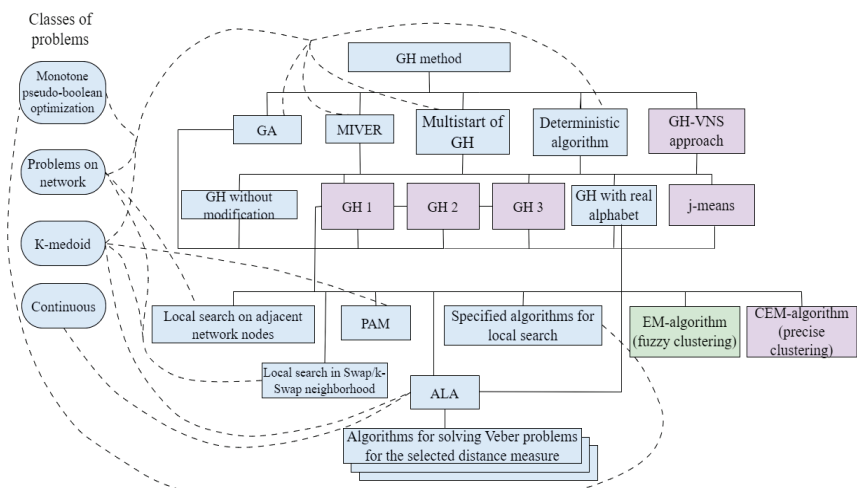 Classes of
problems
GH method
Monotone
pseudo-boolean
optimization
GA
MIVER
Multistart of
GH
Deterministic
algorithm
GH-VNS
approach
Problems on
network
GH without
modification
GH 1
GH 2
GH 3
GH with real
alphabet
j-means
K-medoid
Continuous
Local search on adjacent
network nodes
PAM
Specified algorithms for
local search
EM-algorithm
(fuzzy clustering)
CEM-algorithm
(precise
clustering)
Local search in Swap/k-
Swap neighborhood
ALA
Algorithms for solving Veber problems
for the selected distance measure